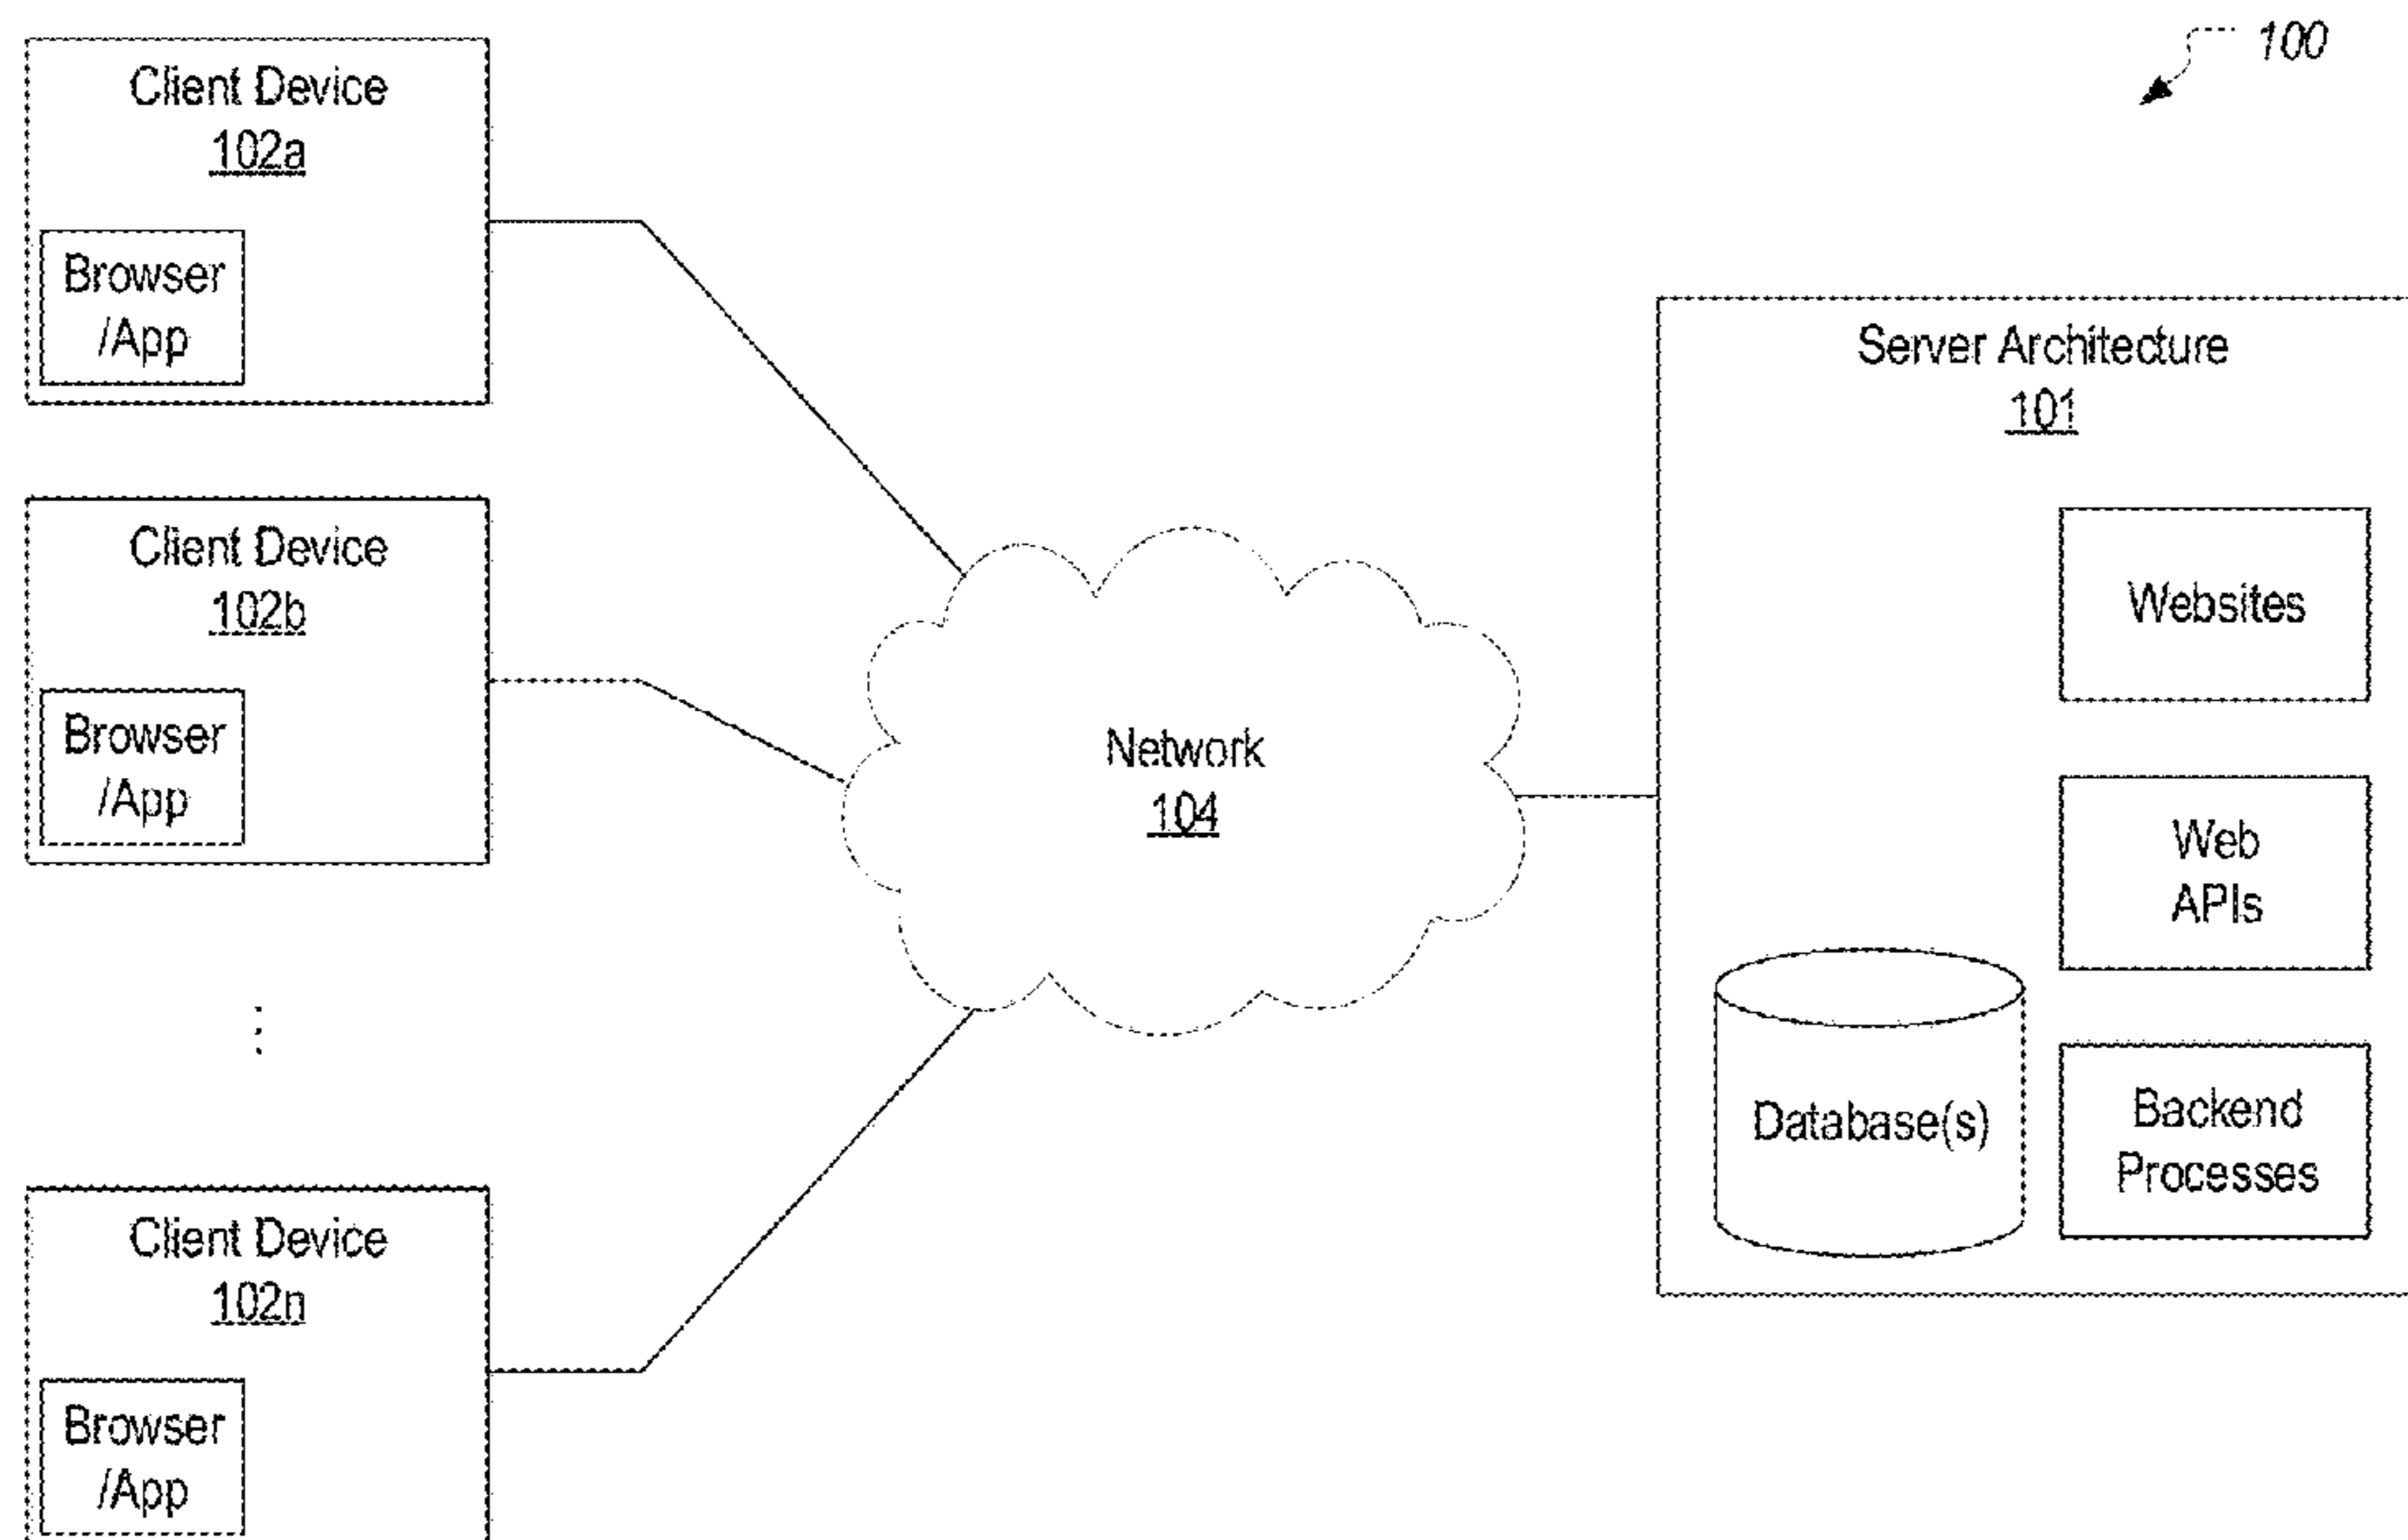 100
Client Device
102a
Browser
/App
Client Device
102b
Browser
/App
Client Device
102n
Browser
/App
Network
104
Server Architecture
101
Websites
Web
APIs
Database(s)
Backend
Processes